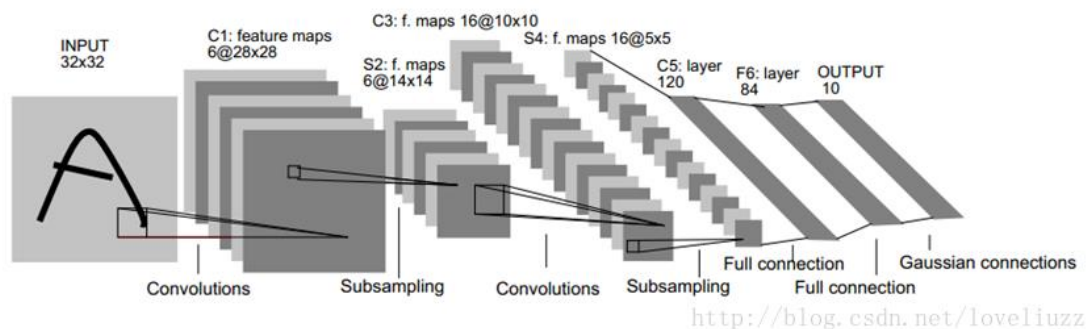 INPUT
32x32
C1: feature maps
6@28x28
S2: f. maps
6@14x14
C3: f. maps 16@10x10
S4: f. maps 16@5x5
C5: layer
120
F6: layer
84
OUTPUT
10
Convolutions
Subsampling
Convolutions
Subsampling
Full connection
Full connection
Gaussian connections
A
http://blog.csdn.net/loveliuzz